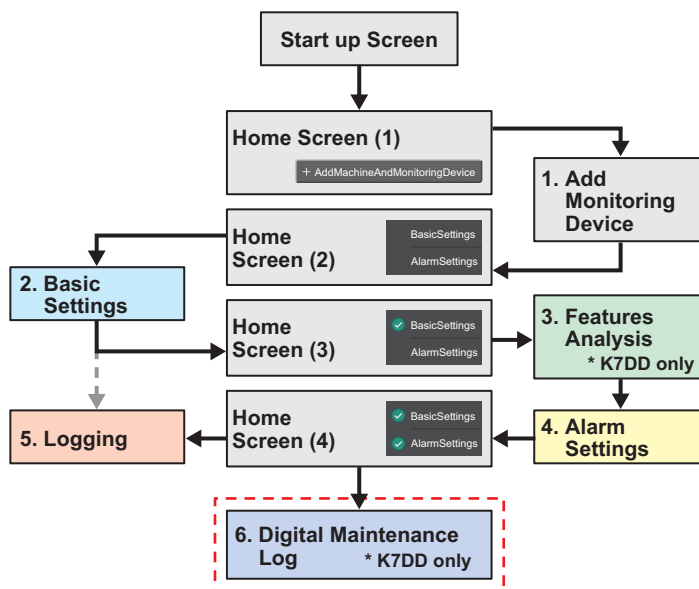 Start up Screen
Home Screen (1)
+ AddMachineAndMonitoringDevice
1. Add
Monitoring
Device
Home
Screen (2)
BasicSettings
AlarmSettings
2. Basic
Settings
Home
Screen (3)
BasicSettings
AlarmSettings
3. Features
Analysis
* K7DD only
Home
Screen (4)
BasicSettings
AlarmSettings
5. Logging
4. Alarm
Settings
6. Digital Maintenance
Log * K7DD only